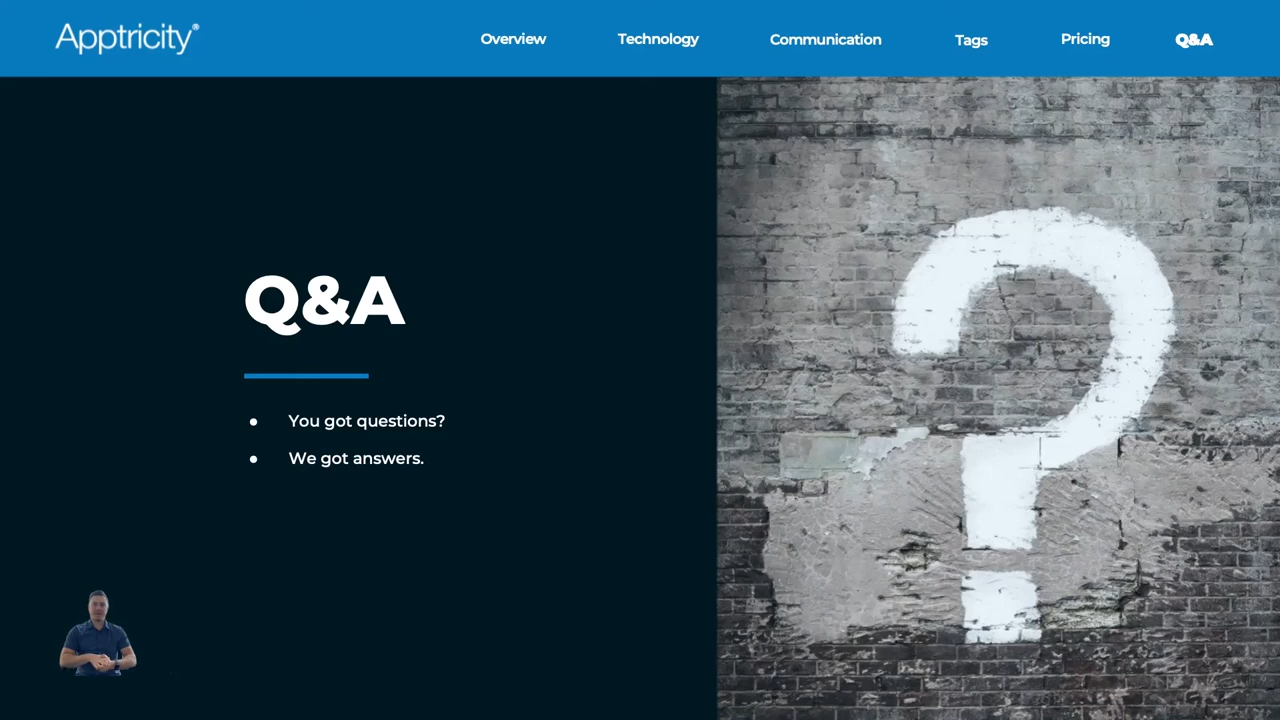 Apptricity®
Overview Technology Communication Tags Pricing Q&A
Q&A
● You got questions?
● We got answers.
?